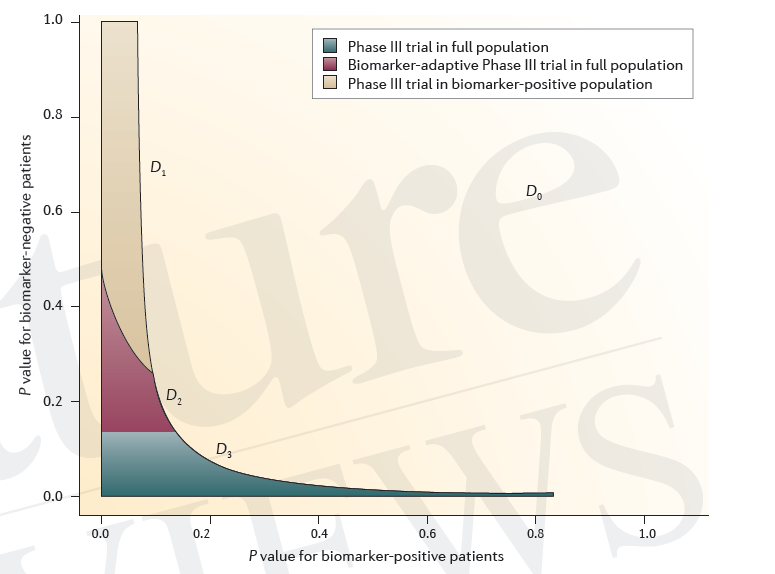 1.0
0.8
0.6
0.4
0.2
0.0
P value for biomarker-negative patients
Phase III trial in full population
Biomarker-adaptive Phase III trial in full population
Phase III trial in biomarker-positive population
D1
D0
D2
D3
0.0 0.2 0.4 0.6 0.8 1.0
P value for biomarker-positive patients
ture
VIEWS